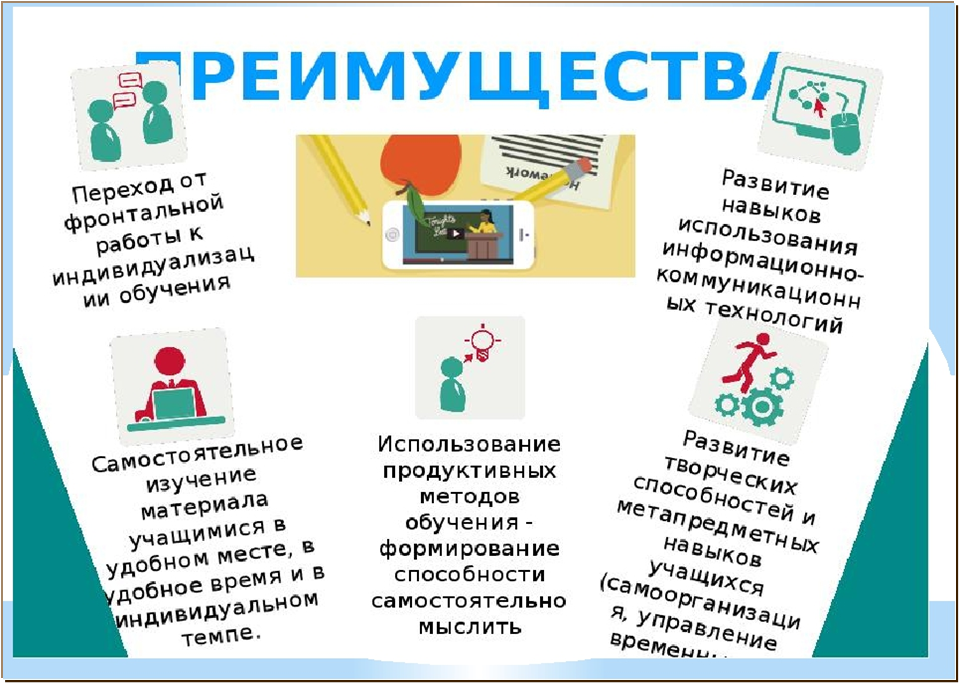 ПРЕИМУЩЕСТВА
Переход от
фронтальной
работы к
индивидуализац
ии обучения
Homework
Развитие
навыков
использования
информационно-
коммуникационн
ых технологий
Самостоятельное
изучение
материала
учащимися в
удобном месте, в
удобное время и в
индивидуальном
темпе.
Использование
продуктивных
методов
обучения -
формирование
способности
самостоятельно
мыслить
Развитие
творческих
способностей и
метапредметных
навыков
учащихся
(самоорганизаци
я, управление